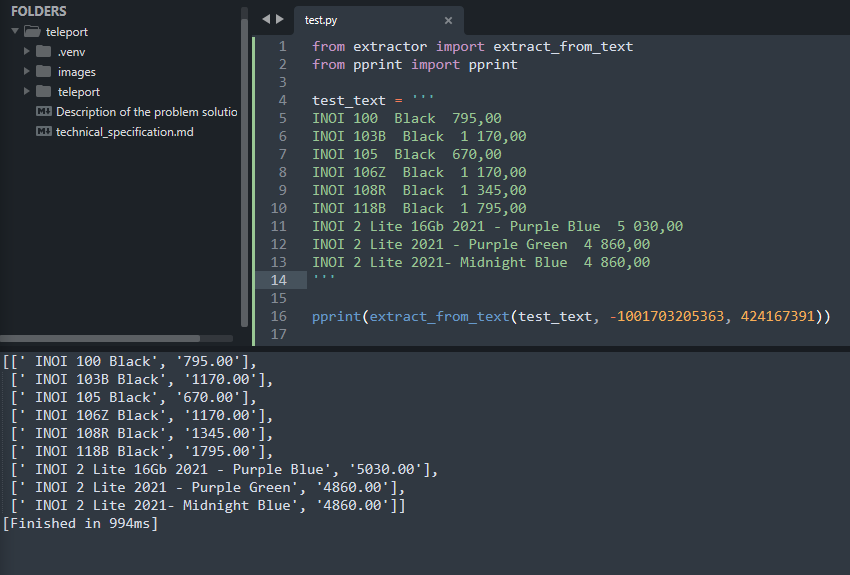 FOLDERS
teleport
.venv
images
teleport
Description of the problem solutio
technical_specification.md
test.py
1 from extractor import extract_from_text
2 from pprint import pprint
3
4 test_text = '''
5 INOI 100  Black  795,00
6 INOI 103B  Black  1 170,00
7 INOI 105  Black  670,00
8 INOI 106Z  Black  1 170,00
9 INOI 108R  Black  1 345,00
10 INOI 118B  Black  1 795,00
11 INOI 2 Lite 16Gb 2021 - Purple Blue  5 030,00
12 INOI 2 Lite 2021 - Purple Green  4 860,00
13 INOI 2 Lite 2021- Midnight Blue  4 860,00
14 '''
15
16 pprint(extract_from_text(test_text, -1001703205363, 424167391))
17
[[' INOI 100 Black', '795.00'],
[' INOI 103B Black', '1170.00'],
[' INOI 105 Black', '670.00'],
[' INOI 106Z Black', '1170.00'],
[' INOI 108R Black', '1345.00'],
[' INOI 118B Black', '1795.00'],
[' INOI 2 Lite 16Gb 2021 - Purple Blue', '5030.00'],
[' INOI 2 Lite 2021 - Purple Green', '4860.00'],
[' INOI 2 Lite 2021- Midnight Blue', '4860.00']]
[Finished in 994ms]